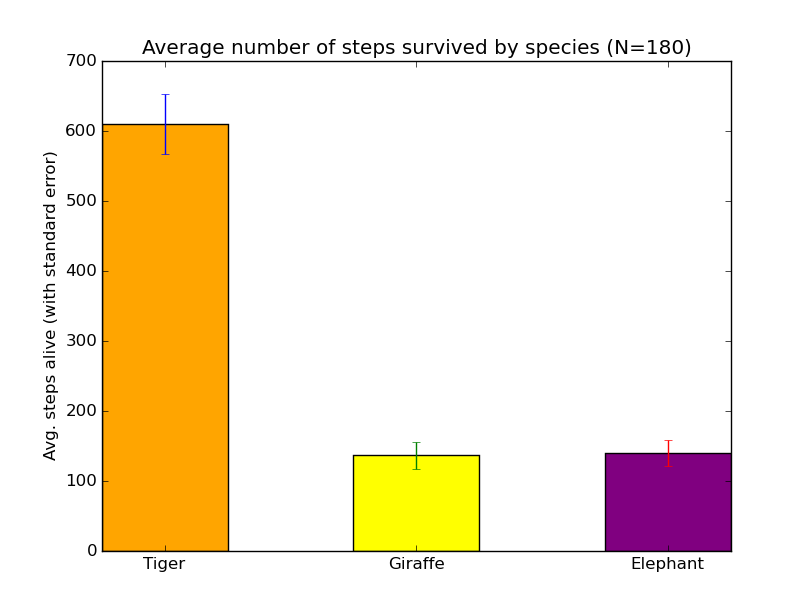 Average number of steps survived by species (N=180)
Avg. steps alive (with standard error)
700
600
500
400
300
200
100
0
Tiger Giraffe Elephant